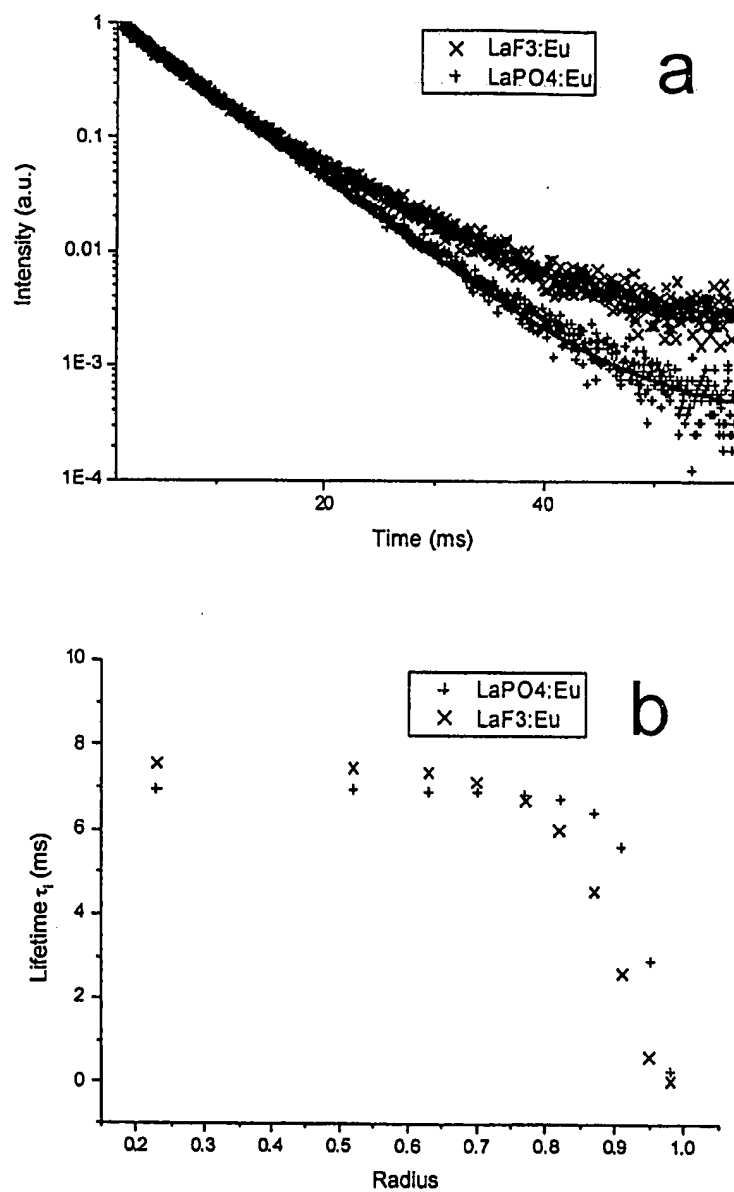 a
× LaF3:Eu
+ LaPO4:Eu
Intensity (a.u.)
1
0.1
0.01
1E-3
1E-4
20
40
Time (ms)
b
+ LaPO4:Eu
× LaF3:Eu
Lifetime τi (ms)
10
8
6
4
2
0
0.2
0.3
0.4
0.5
0.6
0.7
0.8
0.9
1.0
Radius